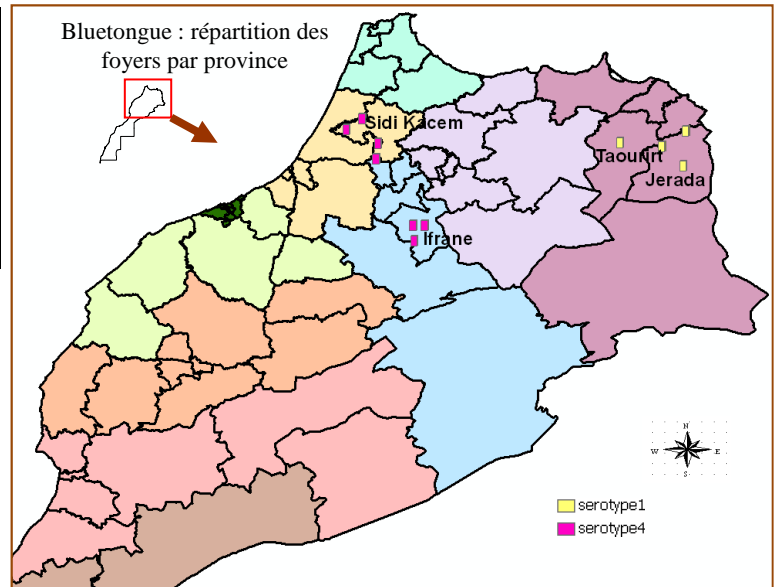 Bluetongue : répartition des
foyers par province
Sidi Kacem
Taourirt
Jerada
Ifrane
N
W E
S
serotype1
serotype4